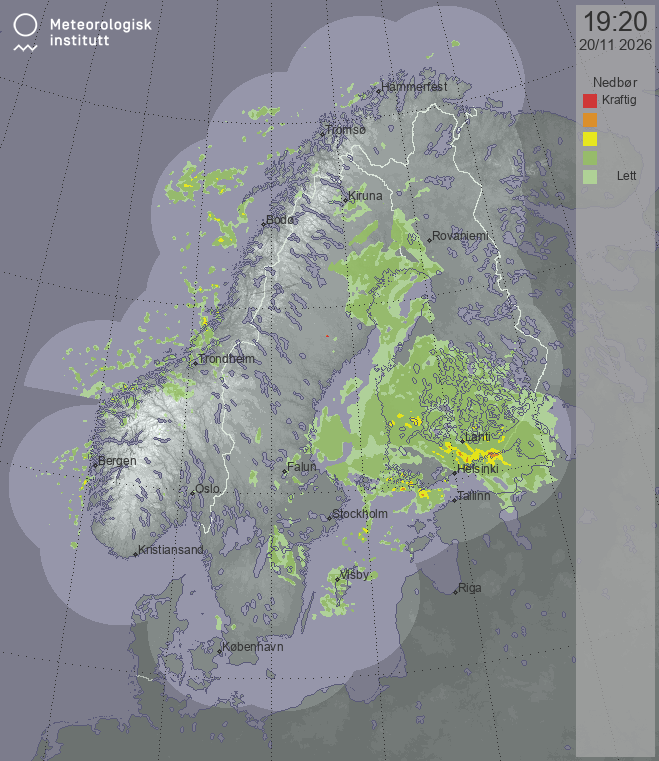 Meteorologisk
institutt
19:20
20/11 2026
Nedbør
Kraftig
Lett
Hammerfest
Tromsø
Kiruna
Bodø
Rovaniemi
Trondheim
Lahti
Bergen
Falun
Helsinki
Oslo
Tallinn
Stockholm
Kristiansand
Visby
Riga
København